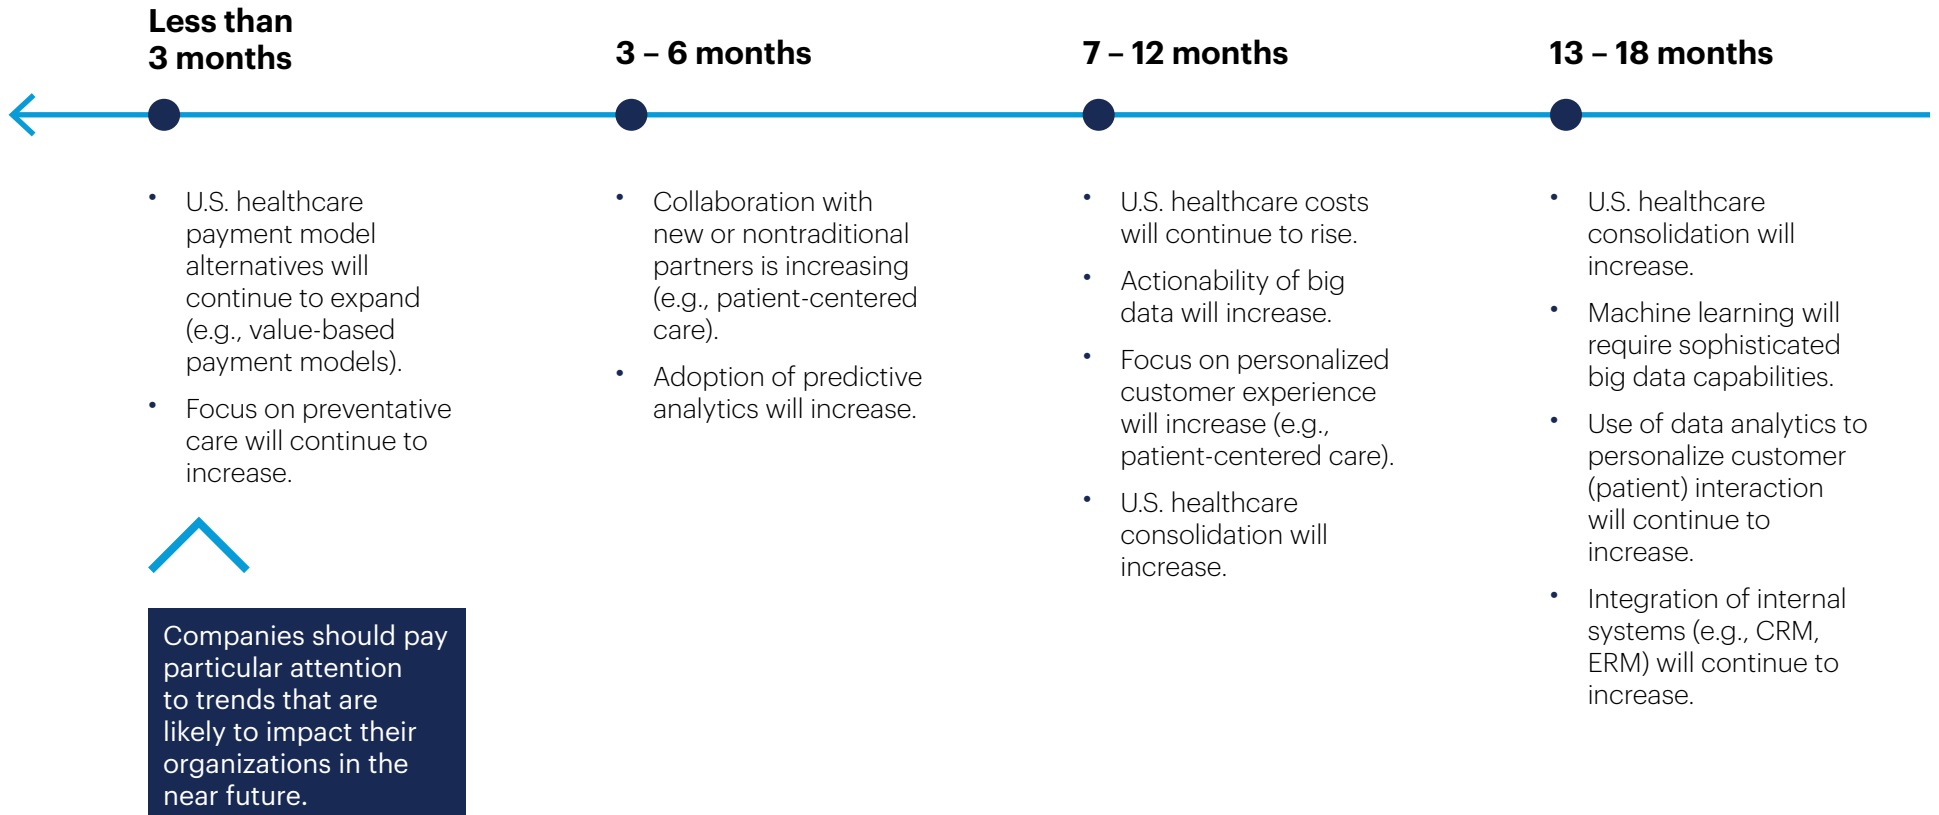 Less than
3 months
• U.S. healthcare
payment model
alternatives will
continue to expand
(e.g., value-based
payment models).
• Focus on preventative
care will continue to
increase.
Companies should pay
particular attention
to trends that are
likely to impact their
organizations in the
near future.
3 – 6 months
• Collaboration with
new or nontraditional
partners is increasing
(e.g., patient-centered
care).
• Adoption of predictive
analytics will increase.
7 – 12 months
• U.S. healthcare costs
will continue to rise.
• Actionability of big
data will increase.
• Focus on personalized
customer experience
will increase (e.g.,
patient-centered care).
• U.S. healthcare
consolidation will
increase.
13 – 18 months
• U.S. healthcare
consolidation will
increase.
• Machine learning will
require sophisticated
big data capabilities.
• Use of data analytics to
personalize customer
(patient) interaction
will continue to
increase.
• Integration of internal
systems (e.g., CRM,
ERM) will continue to
increase.